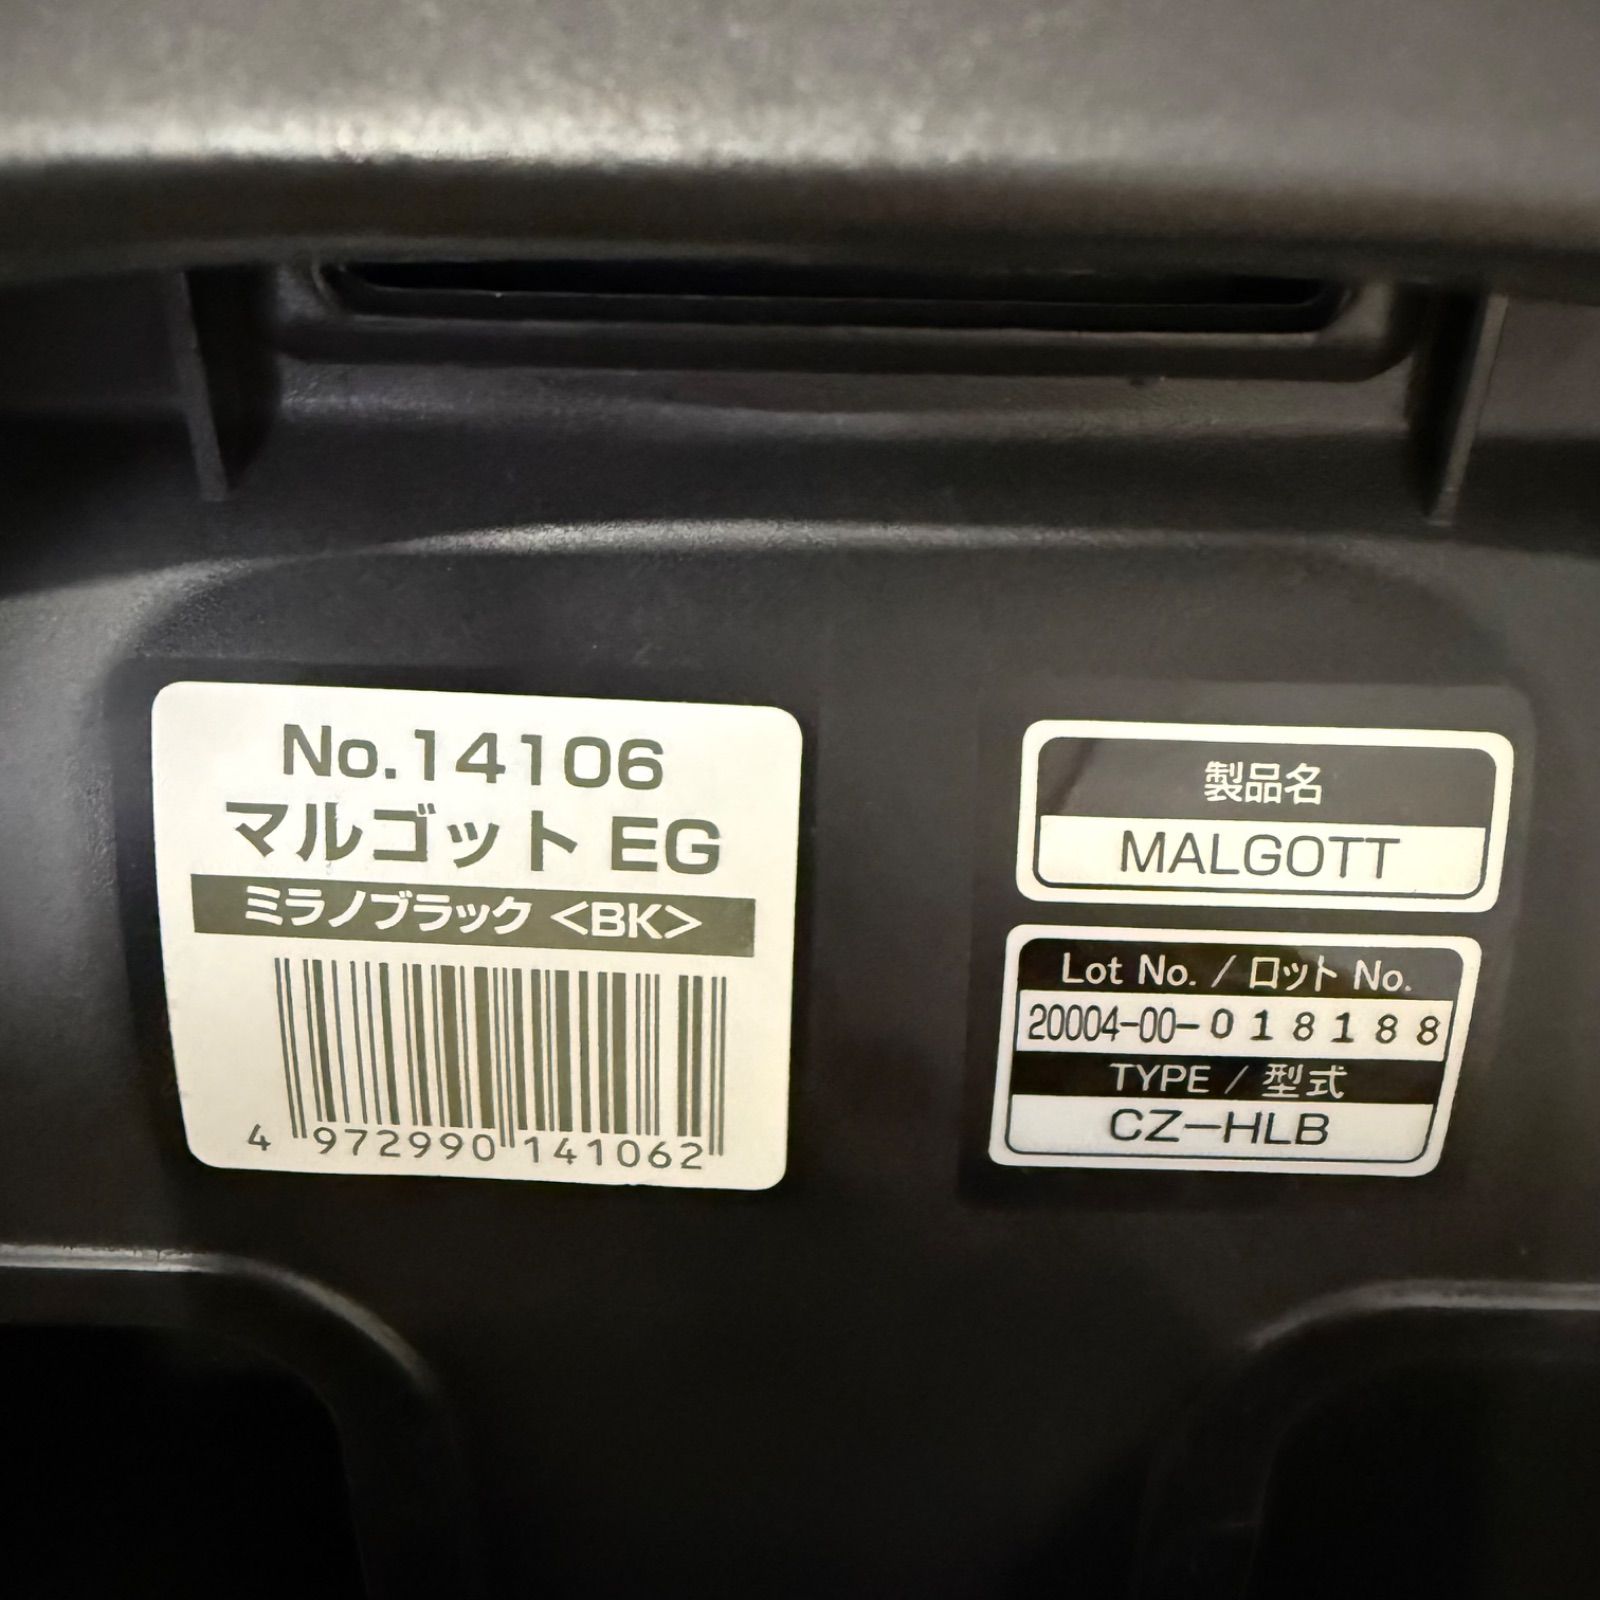 No.14106
マルゴット EG
ミラノブラック <BK>
4 972990 141062
製品名
MALGOTT
Lot No. / ロット No.
20004-00-018188
TYPE / 型式
CZ-HLB